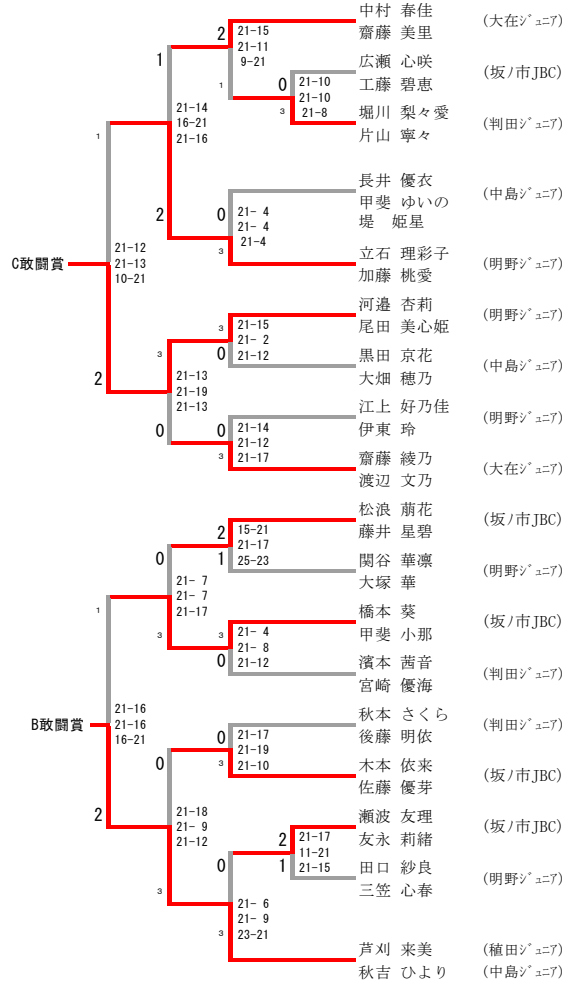 中村 春佳
齋藤 美里
(大在ジュニア)
2
21-15
21-11
9-21
1
広瀬 心咲
工藤 碧恵
(坂ノ市JBC)
0
21-10
21-10
21-8
3
堀川 梨々愛
片山 寧々
(判田ジュニア)
1
21-14
16-21
21-16
2
1
長井 優衣
甲斐 ゆいの
堤 姫星
(中島ジュニア)
0
21- 4
21- 4
21-4
3
立石 理彩子
加藤 桃愛
(明野ジュニア)
C敢闘賞
21-12
21-13
10-21
2
河邉 杏莉
尾田 美心姫
(明野ジュニア)
3
21-15
21- 2
21-12
0
黒田 京花
大畑 穂乃
(中島ジュニア)
3
21-13
21-19
21-13
0
江上 好乃佳
伊東 玲
(明野ジュニア)
0
21-14
21-12
21-17
3
齋藤 綾乃
渡辺 文乃
(大在ジュニア)
松浪 萠花
藤井 星碧
(坂ノ市JBC)
2
15-21
21-17
25-23
1
関谷 華凛
大塚 華
(明野ジュニア)
0
21- 7
21- 7
21-17
3
1
橋本 葵
甲斐 小那
(坂ノ市JBC)
3
21- 4
21- 8
21-12
0
濱本 茜音
宮崎 優海
(判田ジュニア)
B敢闘賞
21-16
21-16
16-21
2
秋本 さくら
後藤 明依
(判田ジュニア)
0
21-17
21-19
21-10
3
木本 依来
佐藤 優芽
(坂ノ市JBC)
0
21-18
21- 9
21-12
3
瀬波 友理
友永 莉緒
(坂ノ市JBC)
2
21-17
11-21
21-15
1
田口 紗良
三笠 心春
(明野ジュニア)
0
21- 6
21- 9
23-21
3
芦刈 来美
秋吉 ひより
(稙田ジュニア)
(中島ジュニア)